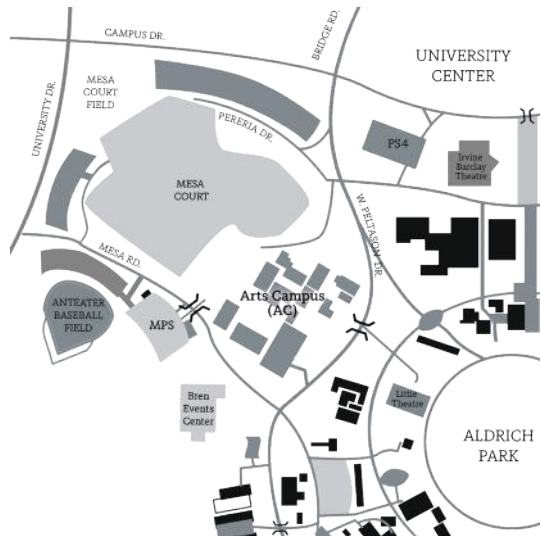 CAMPUS DR.
BRIDGE RD.
UNIVERSITY
CENTER
UNIVERSITY DR.
MESA
COURT
FIELD
PERERIA DR.
PS4
Irvine
Barclay
Theatre
MESA
COURT
W. PELTASON DR.
MESA RD.
ANTEATER
BASEBALL
FIELD
MPS
Arts Campus
(AC)
Bren
Events
Center
Little
Theatre
ALDRICH
PARK